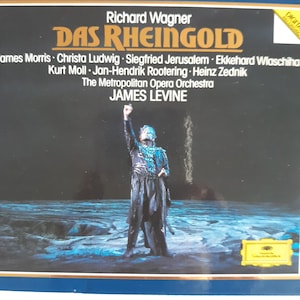 Richard Wagner
DAS RHEINGOLD
ames Morris · Christa Ludwig · Siegfried Jerusalem · Ekkehard Wlaschiha
Kurt Moll · Jan-Hendrik Rootering · Heinz Zednik
The Metropolitan Opera Orchestra
JAMES LEVINE